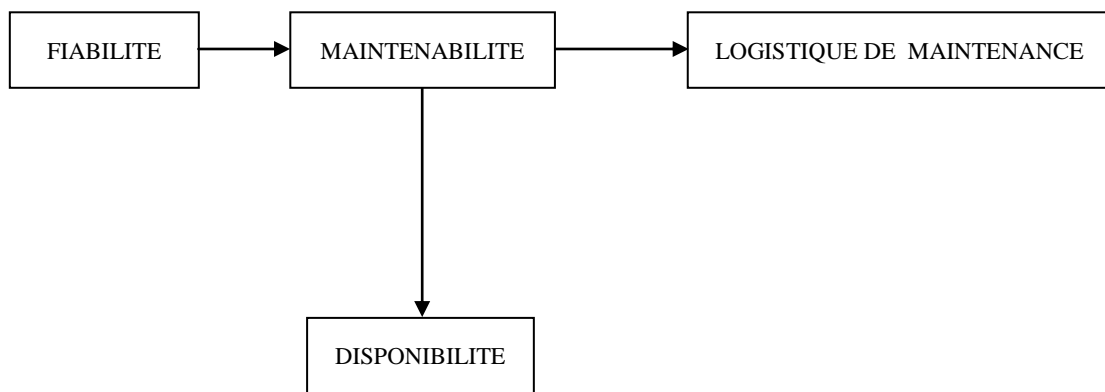 FIABILITE
MAINTENABILITE
LOGISTIQUE DE MAINTENANCE
DISPONIBILITE